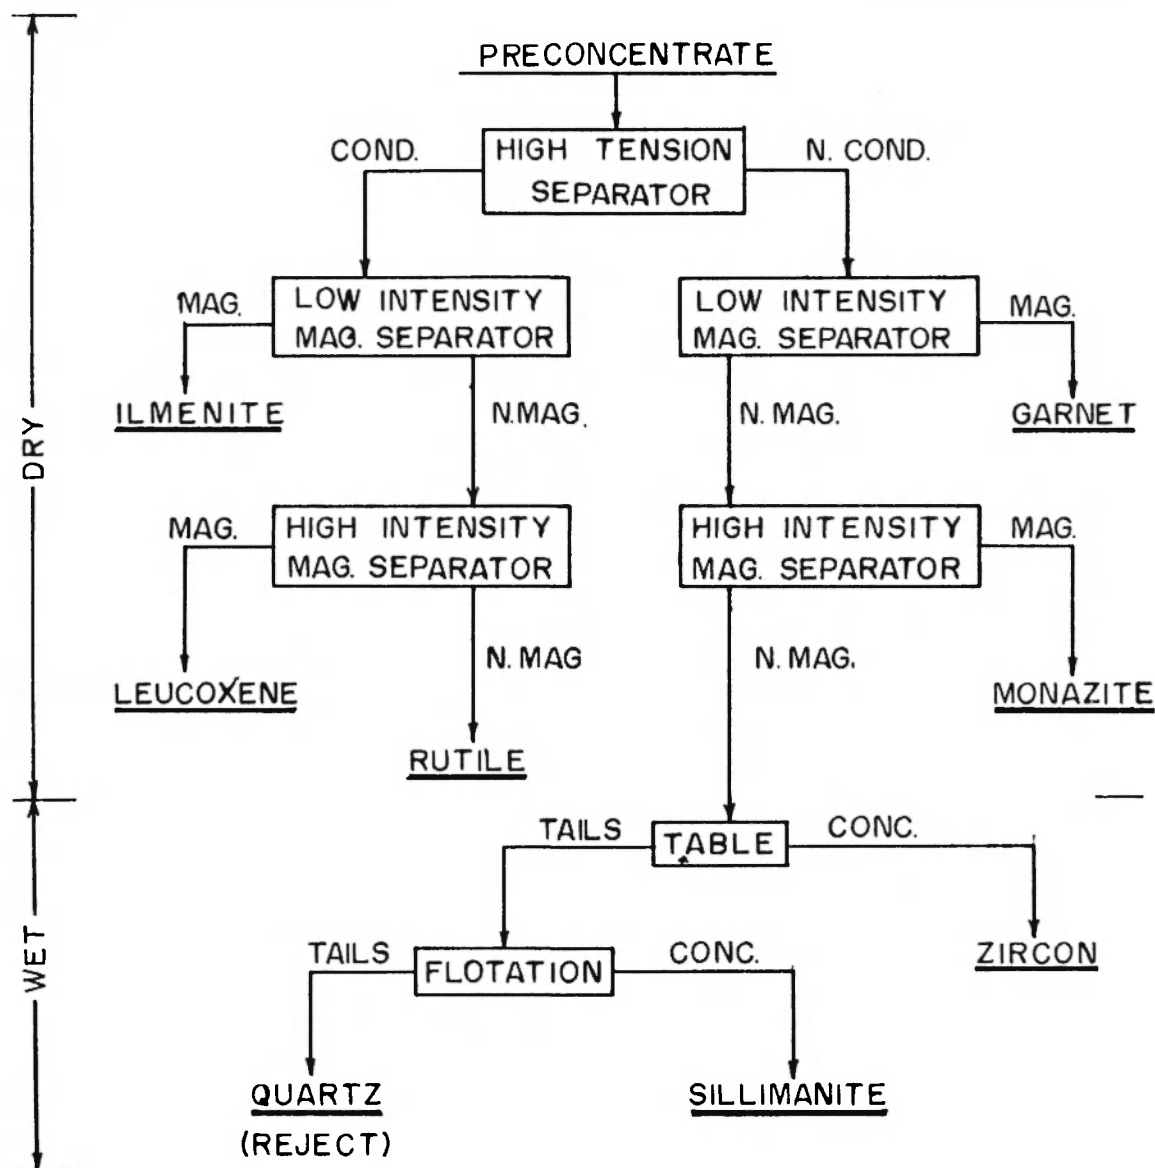 PRECONCENTRATE
COND.
HIGH TENSION
SEPARATOR
N. COND.
MAG.
LOW INTENSITY
MAG. SEPARATOR
LOW INTENSITY
MAG. SEPARATOR
MAG.
ILMENITE
N.MAG.
N. MAG.
GARNET
DRY
MAG.
HIGH INTENSITY
MAG. SEPARATOR
HIGH INTENSITY
MAG. SEPARATOR
MAG.
N. MAG
N. MAG.
LEUCOXENE
MONAZITE
RUTILE
TAILS
TABLE
CONC.
WET
TAILS
FLOTATION
CONC.
ZIRCON
QUARTZ
(REJECT)
SILLIMANITE